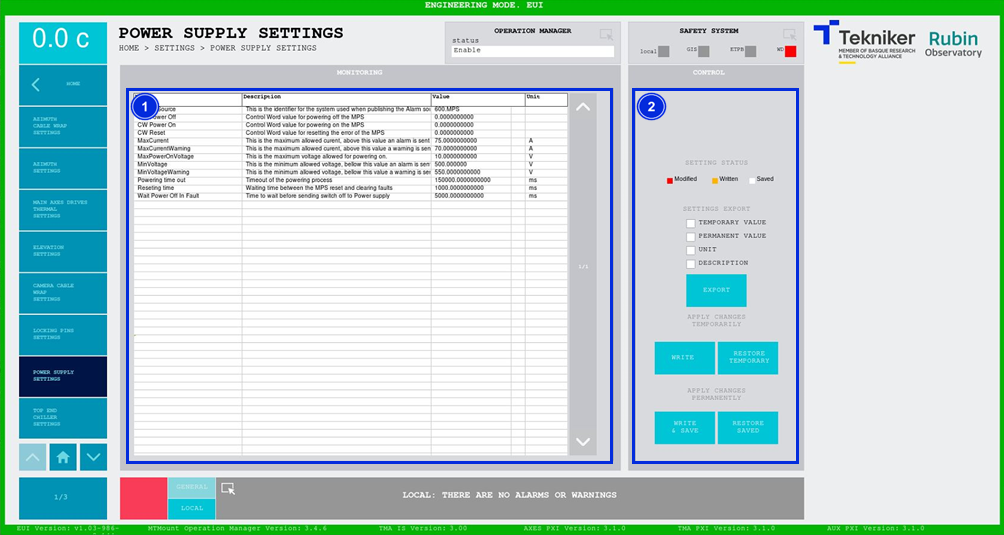 ENGINEERING MODE. EUI
0.0 c
POWER SUPPLY SETTINGS
HOME > SETTINGS > POWER SUPPLY SETTINGS
OPERATION MANAGER
status
Enable
SAFETY SYSTEM
local GIS ETPB WD
Tekniker
MEMBER OF BASQUE RESEARCH
& TECHNOLOGY ALLIANCE
Rubin
Observatory
HOME
AZIMUTH
CABLE WRAP
SETTINGS
AZIMUTH
SETTINGS
MAIN AXES DRIVES
THERMAL
SETTINGS
ELEVATION
SETTINGS
CAMERA CABLE
WRAP
SETTINGS
LOCKING PINS
SETTINGS
POWER SUPPLY
SETTINGS
TOP END
CHILLER
SETTINGS
1/3
MONITORING
1
Description Value Unit
Source This is the identifier for the system used when publishing the Alarm so 600.MPS
Power Off Control Word value for powering off the MPS 0.0000000000
CW Power On Control Word value for powering on the MPS 0.0000000000
CW Reset Control Word value for resetting the error of the MPS 0.0000000000
MaxCurrent This is the maximum allowed curent, above this value an alarm is sent 75.0000000000 A
MaxCurrentWarning This is the maximum allowed curent, above this value a warning is sen 70.0000000000 A
MaxPowerOnVoltage This is the maximum voltage allowed for powering on. 10.0000000000 V
MinVoltage This is the minimum allowed voltage, bellow this value an alarm is sent 500.000000 V
MinVoltageWarning This is the minimum allowed voltage, bellow this value a warning is ser 550.0000000000 V
Powering time out Timeout of the powering process 150000.0000000000 ms
Reseting time Waiting time between the MPS reset and clearing faults 1000.0000000000 ms
Wait Power Off In Fault Time to wait before sending switch off to Power supply 5000.0000000000 ms
1/1
CONTROL
2
SETTING STATUS
Modified Written Saved
SETTINGS EXPORT
TEMPORARY VALUE
PERMANENT VALUE
UNIT
DESCRIPTION
EXPORT
APPLY CHANGES
TEMPORARILY
WRITE
RESTORE
TEMPORARY
APPLY CHANGES
PERMANENTLY
WRITE
& SAVE
RESTORE
SAVED
GENERAL
LOCAL
LOCAL: THERE ARE NO ALARMS OR WARNINGS
EUI Version: v1.03-986- MTMount Operation Manager Version: 3.4.6 TMA IS Version: 3.00 AXES PXI Version: 3.1.0 TMA PXI Version: 3.1.0 AUX PXI Version: 3.1.0